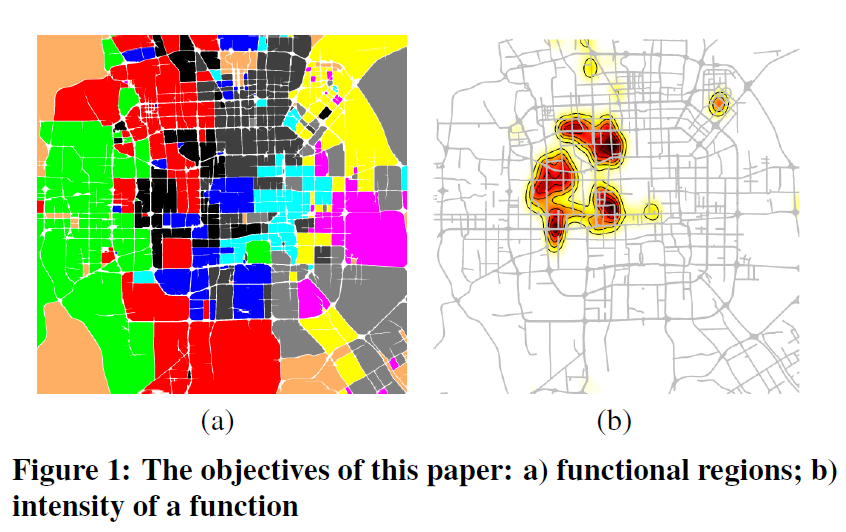 (a)
(b)
Figure 1: The objectives of this paper: a) functional regions; b)
intensity of a function